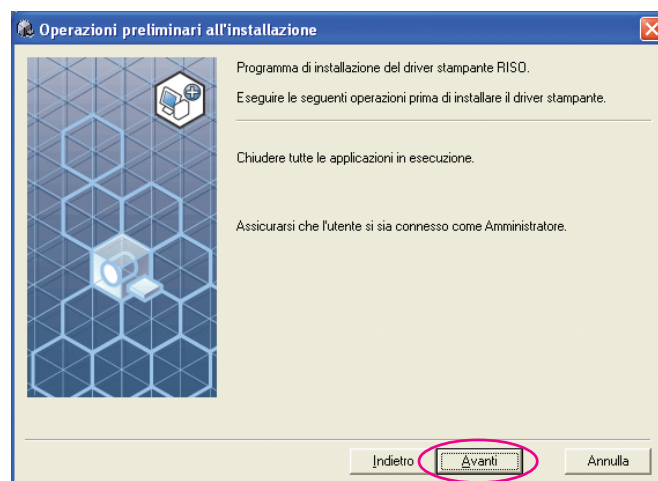 Operazioni preliminari all'installazione
Programma di installazione del driver stampante RISO.
Eseguire le seguenti operazioni prima di installare il driver stampante.
Chiudere tutte le applicazioni in esecuzione.
Assicurarsi che l'utente si sia connesso come Amministratore.
Indietro Avanti Annulla